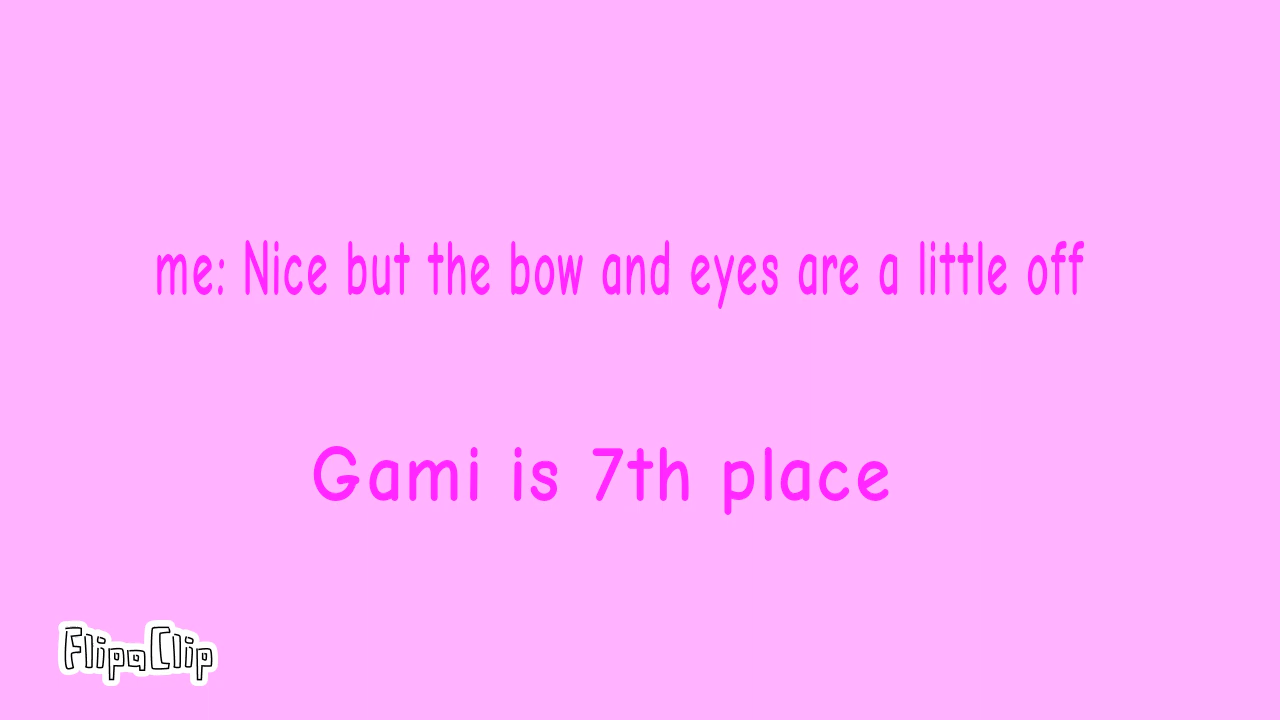 me: Nice but the bow and eyes are a little off
Gami is 7th place
FlipaClip